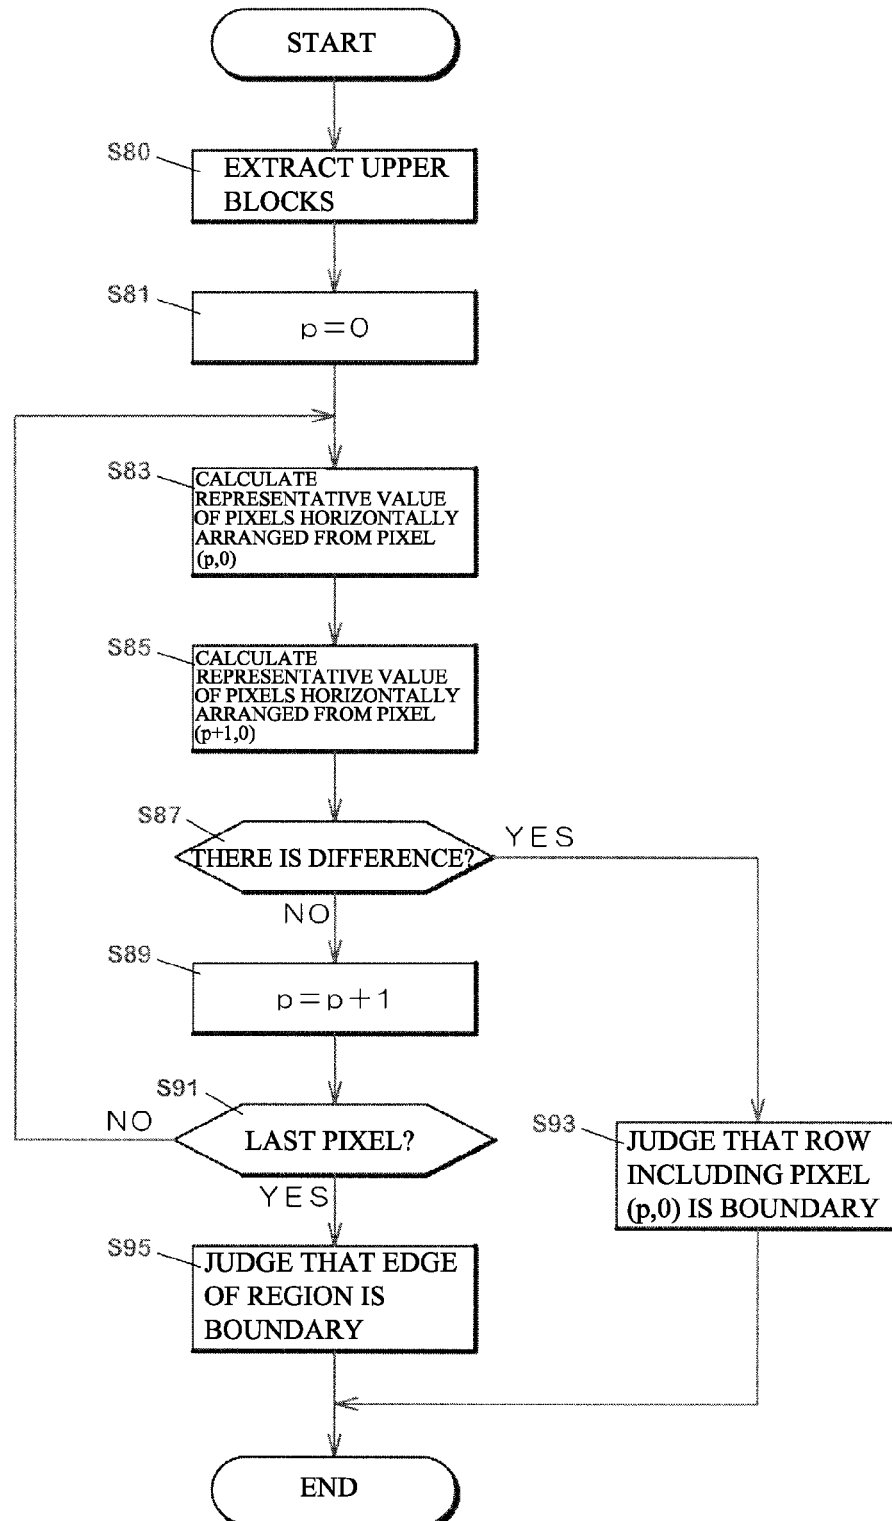 START
S80
EXTRACT UPPER
BLOCKS
S81
p=0
S83
CALCULATE
REPRESENTATIVE VALUE
OF PIXELS HORIZONTALLY
ARRANGED FROM PIXEL
(p,0)
S85
CALCULATE
REPRESENTATIVE VALUE
OF PIXELS HORIZONTALLY
ARRANGED FROM PIXEL
(p+1,0)
S87
THERE IS DIFFERENCE?
YES
NO
S89
p=p+1
S91
NO
LAST PIXEL?
YES
S93
JUDGE THAT ROW
INCLUDING PIXEL
(p,0) IS BOUNDARY
S95
JUDGE THAT EDGE
OF REGION IS
BOUNDARY
END